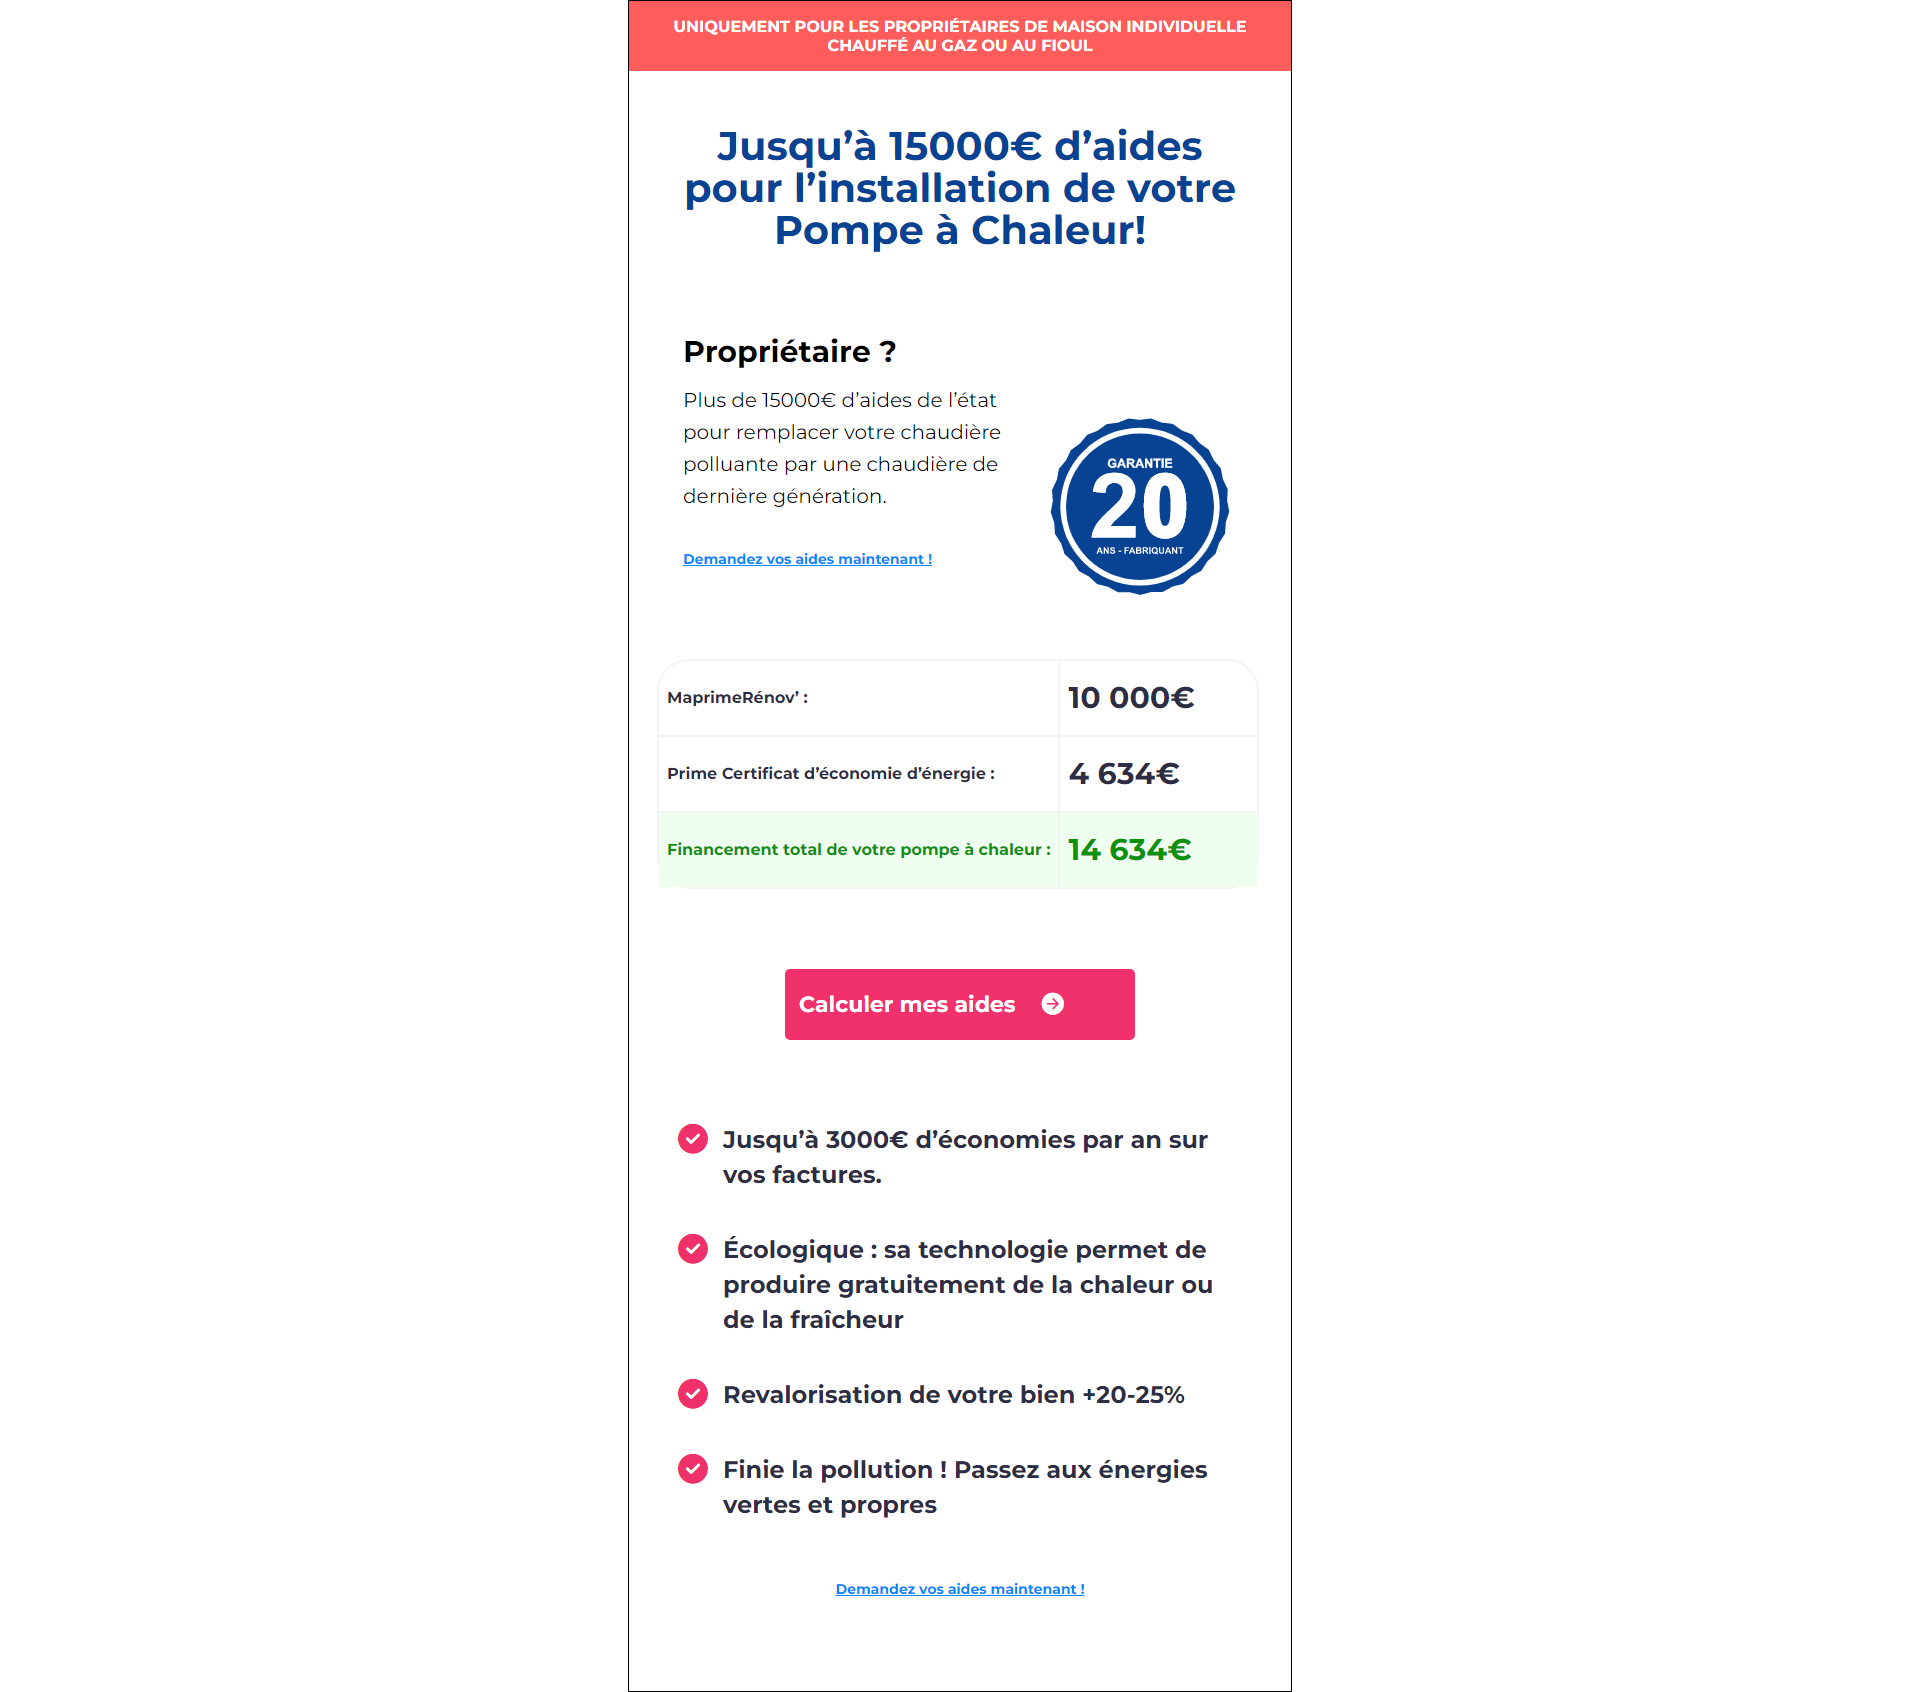 UNIQUEMENT POUR LES PROPRIÉTAIRES DE MAISON INDIVIDUELLE
CHAUFFÉ AU GAZ OU AU FIOUL
Jusqu’à 15000€ d’aides
pour l’installation de votre
Pompe à Chaleur!
Propriétaire ?
Plus de 15000€ d’aides de l’état
pour remplacer votre chaudière
polluante par une chaudière de
dernière génération.
Demandez vos aides maintenant !
GARANTIE
20
ANS - FABRIQUANT
MaprimeRénov’ : 10 000€
Prime Certificat d’économie d’énergie : 4 634€
Financement total de votre pompe à chaleur : 14 634€
Calculer mes aides
Jusqu’à 3000€ d’économies par an sur
vos factures.
Écologique : sa technologie permet de
produire gratuitement de la chaleur ou
de la fraîcheur
Revalorisation de votre bien +20-25%
Finie la pollution ! Passez aux énergies
vertes et propres
Demandez vos aides maintenant !